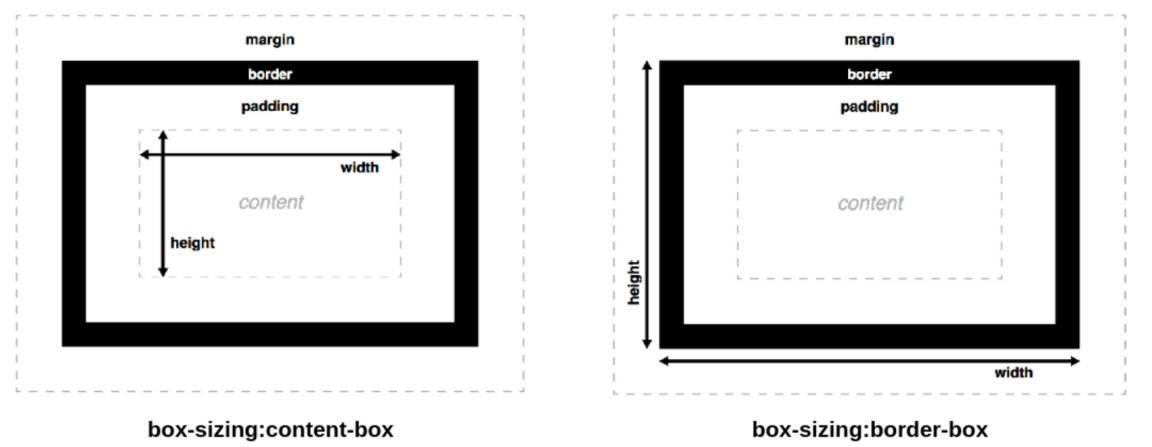 margin
border
padding
width
content
height
box-sizing:content-box
margin
border
padding
content
height
width
box-sizing:border-box